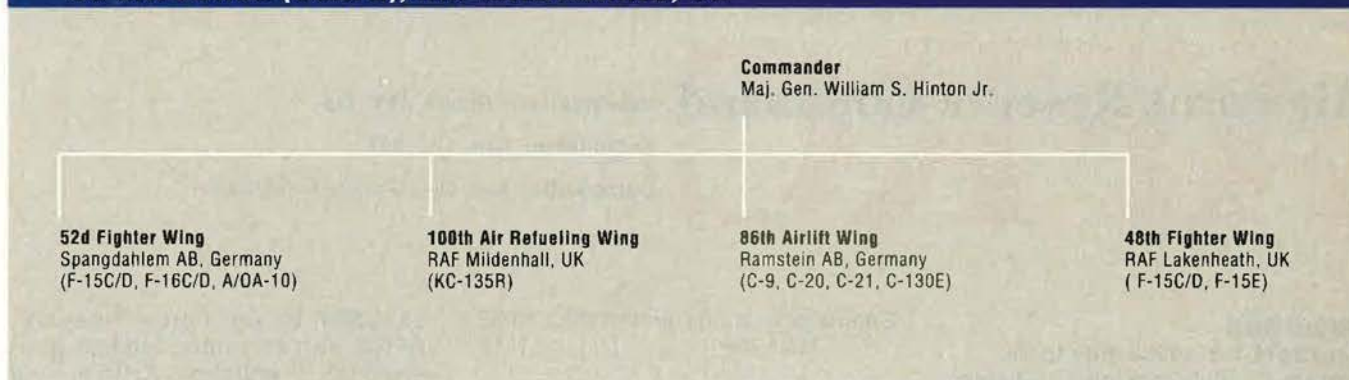 Commander
Maj. Gen. William S. Hinton Jr.
52d Fighter Wing
Spangdahlem AB, Germany
(F-15C/D, F-16C/D, A/OA-10)
100th Air Refueling Wing
RAF Mildenhall, UK
(KC-135R)
86th Airlift Wing
Ramstein AB, Germany
(C-9, C-20, C-21, C-130E)
48th Fighter Wing
RAF Lakenheath, UK
( F-15C/D, F-15E)